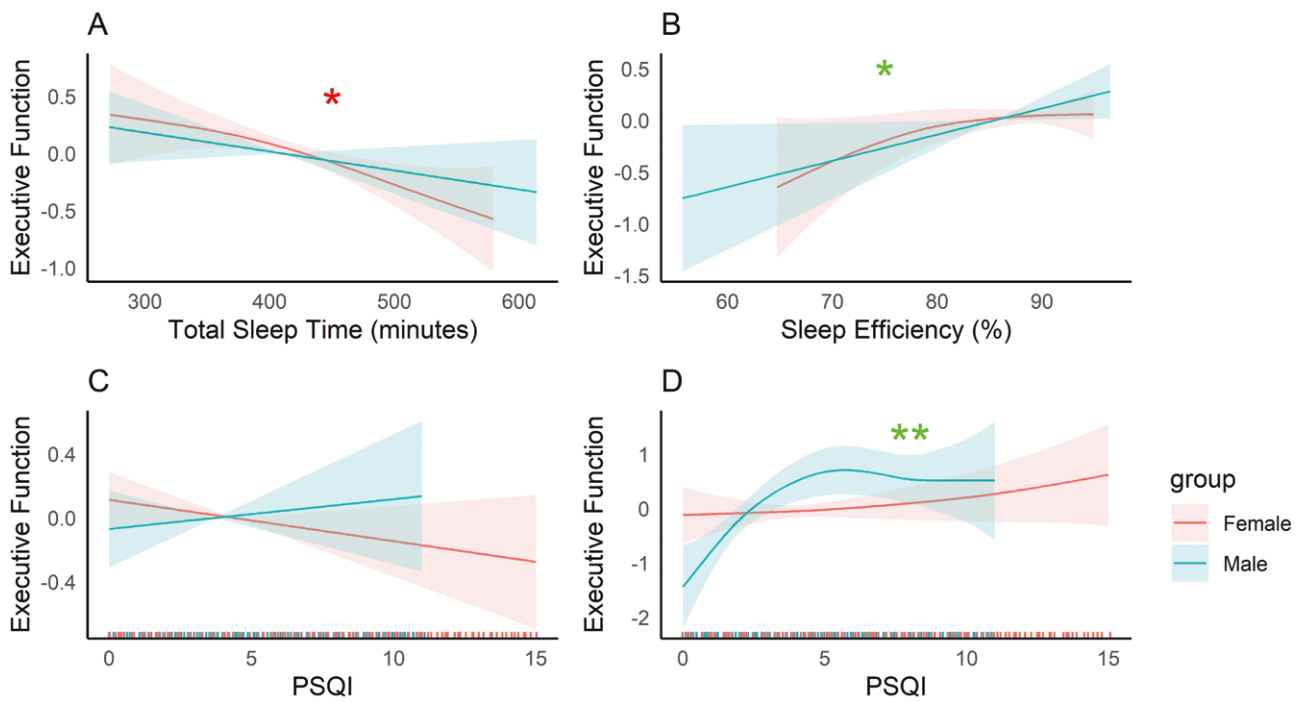 A
Executive Function
0.5
0.0
-0.5
-1.0
*
300
400
500
600
Total Sleep Time (minutes)
B
Executive Function
0.5
0.0
-0.5
-1.0
-1.5
*
60
70
80
90
Sleep Efficiency (%)
C
Executive Function
0.4
0.0
-0.4
0
5
10
15
PSQI
D
Executive Function
1
0
-1
-2
**
0
5
10
15
PSQI
group
Female
Male